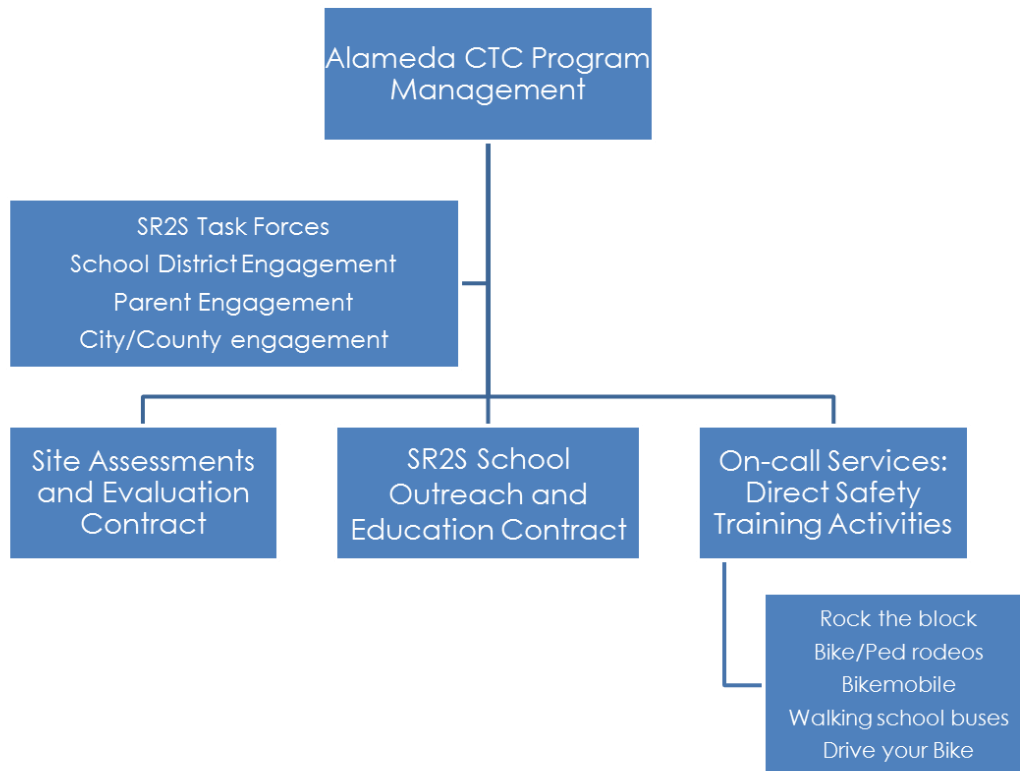 Alameda CTC Program
Management
SR2S Task Forces
School District Engagement
Parent Engagement
City/County engagement
Site Assessments
and Evaluation
Contract
SR2S School
Outreach and
Education Contract
On-call Services:
Direct Safety
Training Activities
Rock the block
Bike/Ped rodeos
Bikemobile
Walking school buses
Drive your Bike